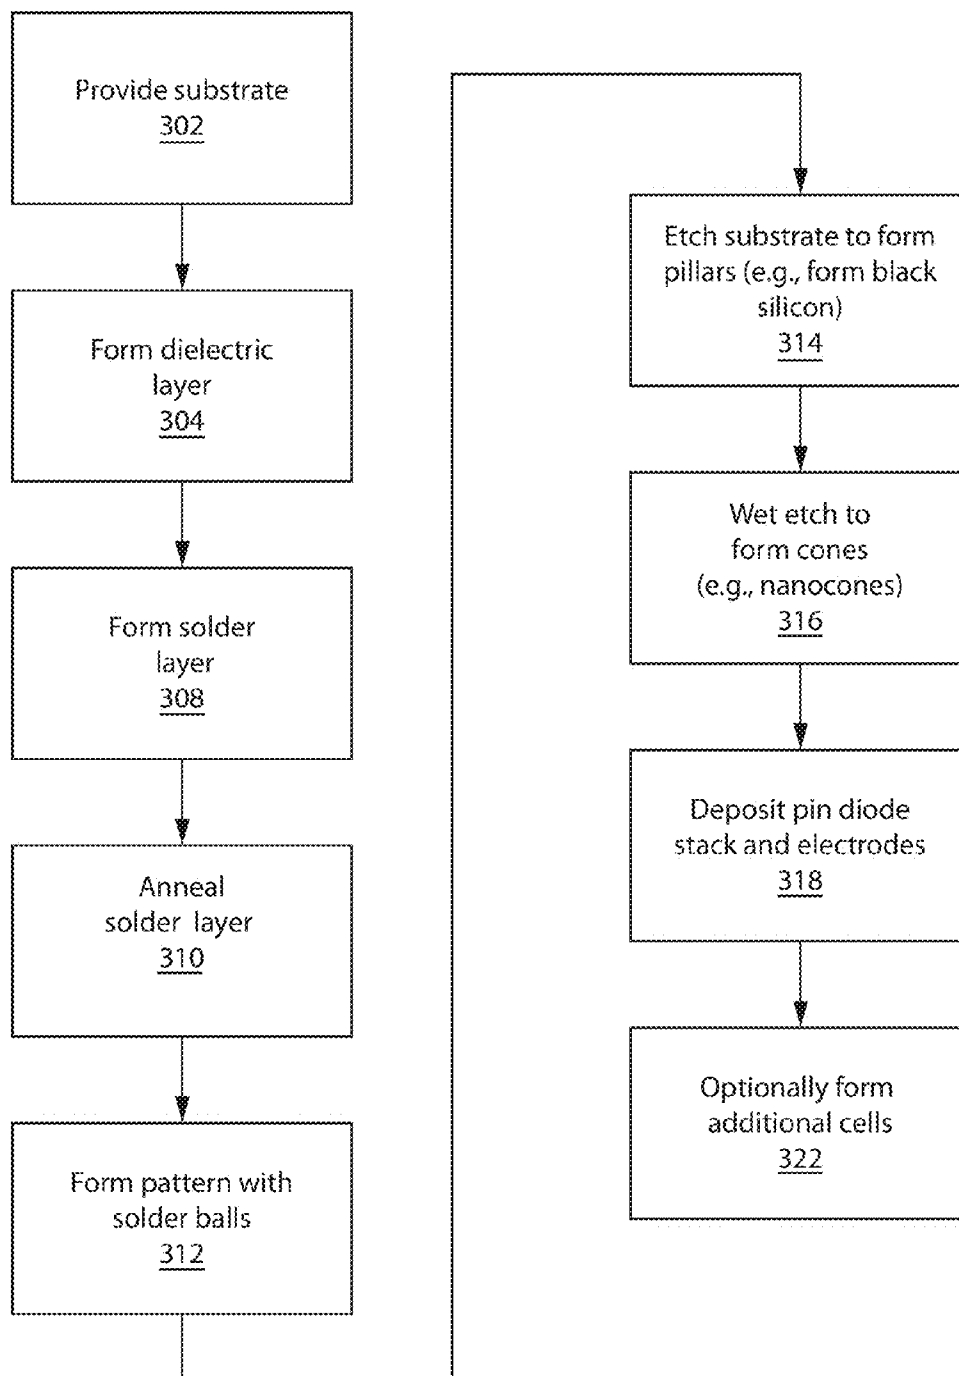 Provide substrate
302
Form dielectric
layer
304
Form solder
layer
308
Anneal
solder layer
310
Form pattern with
solder balls
312
Etch substrate to form
pillars (e.g., form black
silicon)
314
Wet etch to
form cones
(e.g., nanocones)
316
Deposit pin diode
stack and electrodes
318
Optionally form
additional cells
322